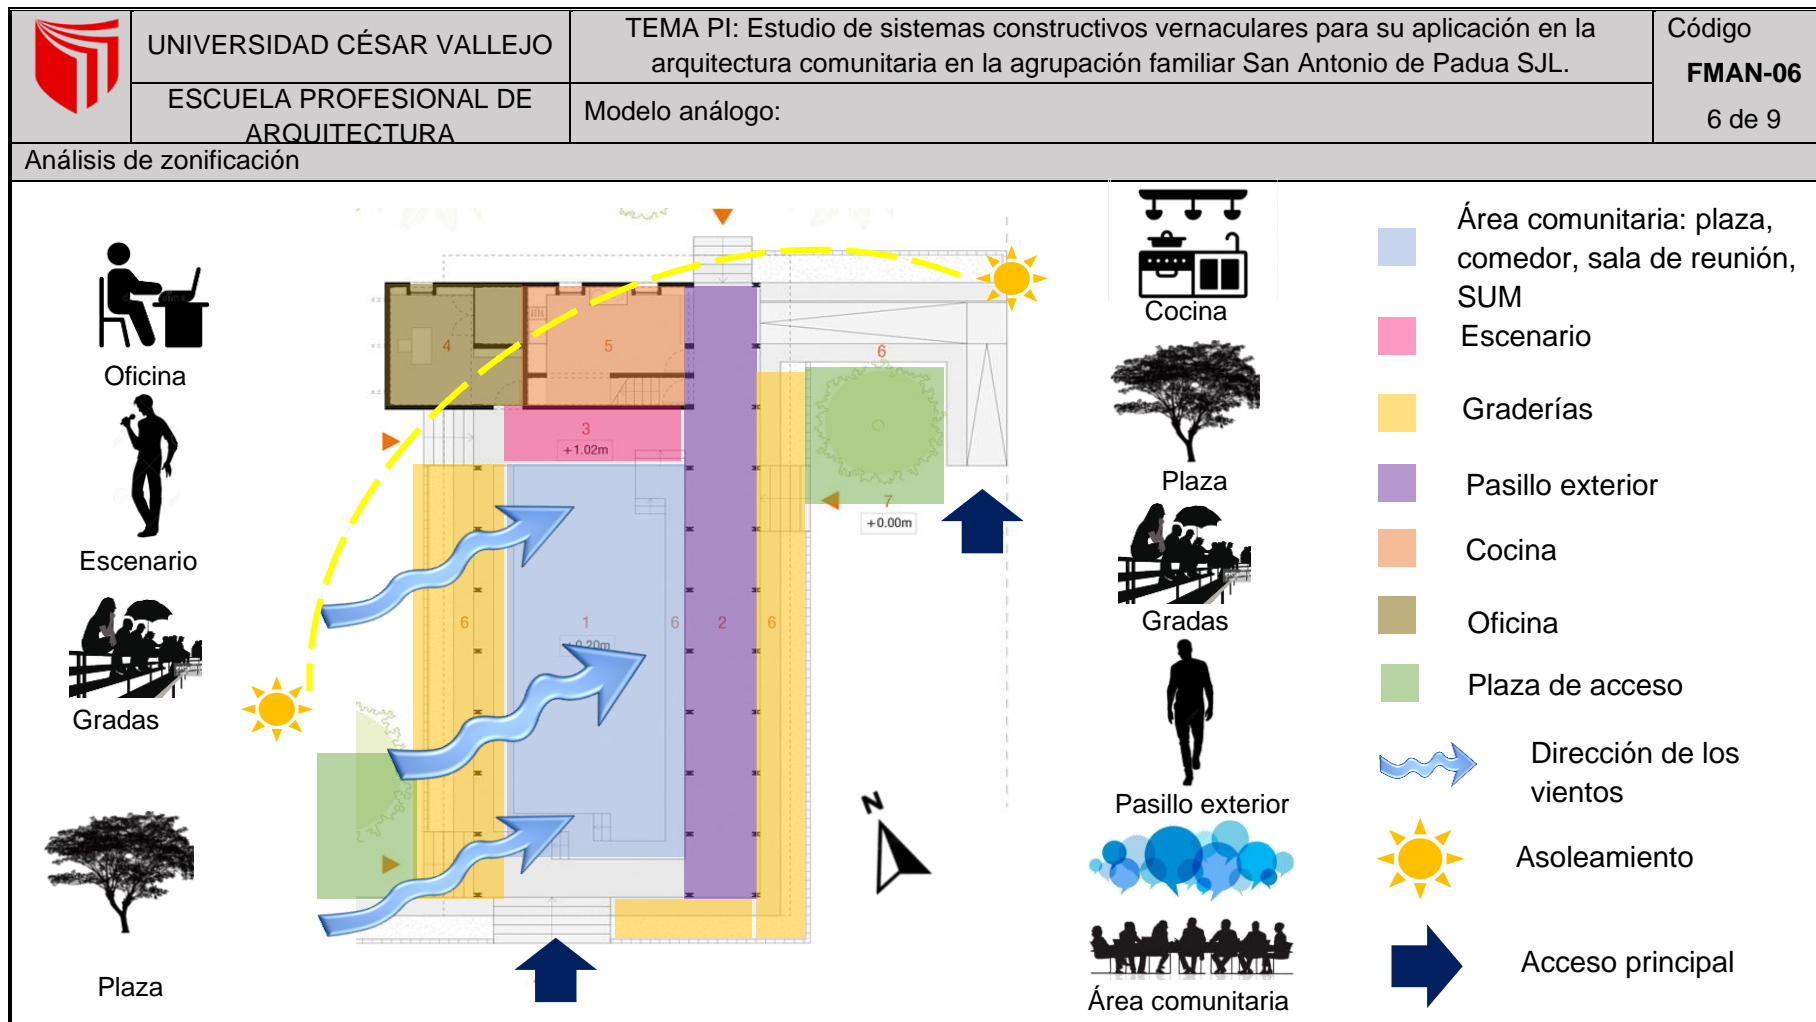 UNIVERSIDAD CÉSAR VALLEJO
TEMA PI: Estudio de sistemas constructivos vernaculares para su aplicación en la
arquitectura comunitaria en la agrupación familiar San Antonio de Padua SJL.
Código
FMAN-06
6 de 9
ESCUELA PROFESIONAL DE
ARQUITECTURA
Modelo análogo:
Análisis de zonificación
Oficina
Escenario
Gradas
Plaza
4
5
6
3
+1.02m
7
+0.00m
6
1
6
2
6
N
Cocina
Plaza
Gradas
Pasillo exterior
Área comunitaria
Área comunitaria: plaza,
comedor, sala de reunión,
SUM
Escenario
Graderías
Pasillo exterior
Cocina
Oficina
Plaza de acceso
Dirección de los
vientos
Asoleamiento
Acceso principal